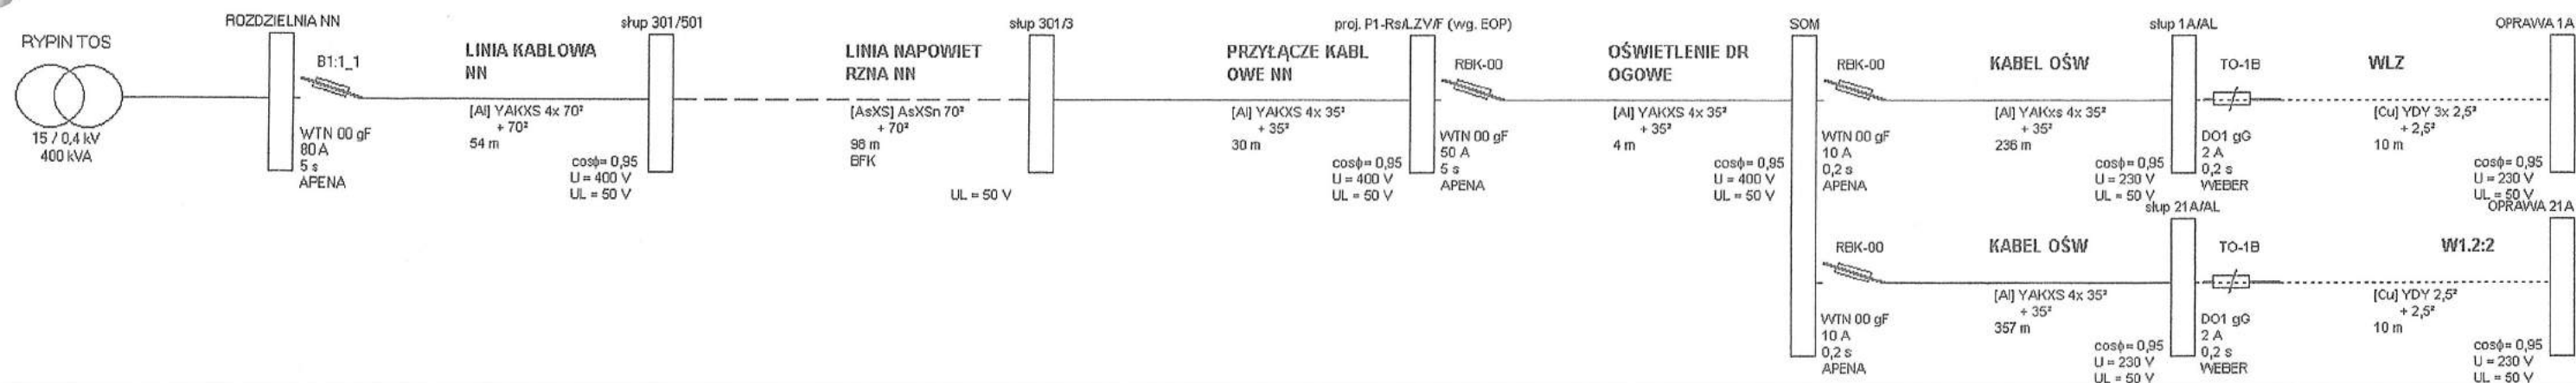 RYPIN TOS
15 / 0,4 kV
400 kVA
ROZDZIELNIA NN
B1:1_1
WTN 00 gF
80 A
5 s
APENA
LINIA KABLOWA
NN
[Al] YAKXS 4x 70²
+ 70²
54 m
cosϕ= 0,95
U = 400 V
UL = 50 V
słup 301/501
LINIA NAPOWIET
RZNA NN
[AsXS] AsXSn 70²
+ 70²
98 m
BFK
UL = 50 V
słup 301/3
PRZYŁĄCZE KABL
OWE NN
[Al] YAKXS 4x 35²
+ 35²
30 m
cosϕ= 0,95
U = 400 V
UL = 50 V
proj. P1-Rs/LZV/F (wg. EOP)
RBK-00
WTN 00 gF
50 A
5 s
APENA
OŚWIETLENIE DR
OGOWE
[Al] YAKXS 4x 35²
+ 35²
4 m
cosϕ= 0,95
U = 400 V
UL = 50 V
SOM
RBK-00
WTN 00 gF
10 A
0,2 s
APENA
KABEL OŚW
[Al] YAKxs 4x 35²
+ 35²
236 m
cosϕ= 0,95
U = 230 V
UL = 50 V
słup 1A/AL
TO-1B
DO1 gG
2 A
0,2 s
WEBER
WLZ
[Cu] YDY 3x 2,5²
+ 2,5²
10 m
cosϕ= 0,95
U = 230 V
UL = 50 V
OPRAWA 1A
RBK-00
WTN 00 gF
10 A
0,2 s
APENA
KABEL OŚW
[Al] YAKXS 4x 35²
+ 35²
357 m
cosϕ= 0,95
U = 230 V
UL = 50 V
słup 21A/AL
TO-1B
DO1 gG
2 A
0,2 s
WEBER
W1.2:2
[Cu] YDY 2,5²
+ 2,5²
10 m
cosϕ= 0,95
U = 230 V
UL = 50 V
OPRAWA 21A